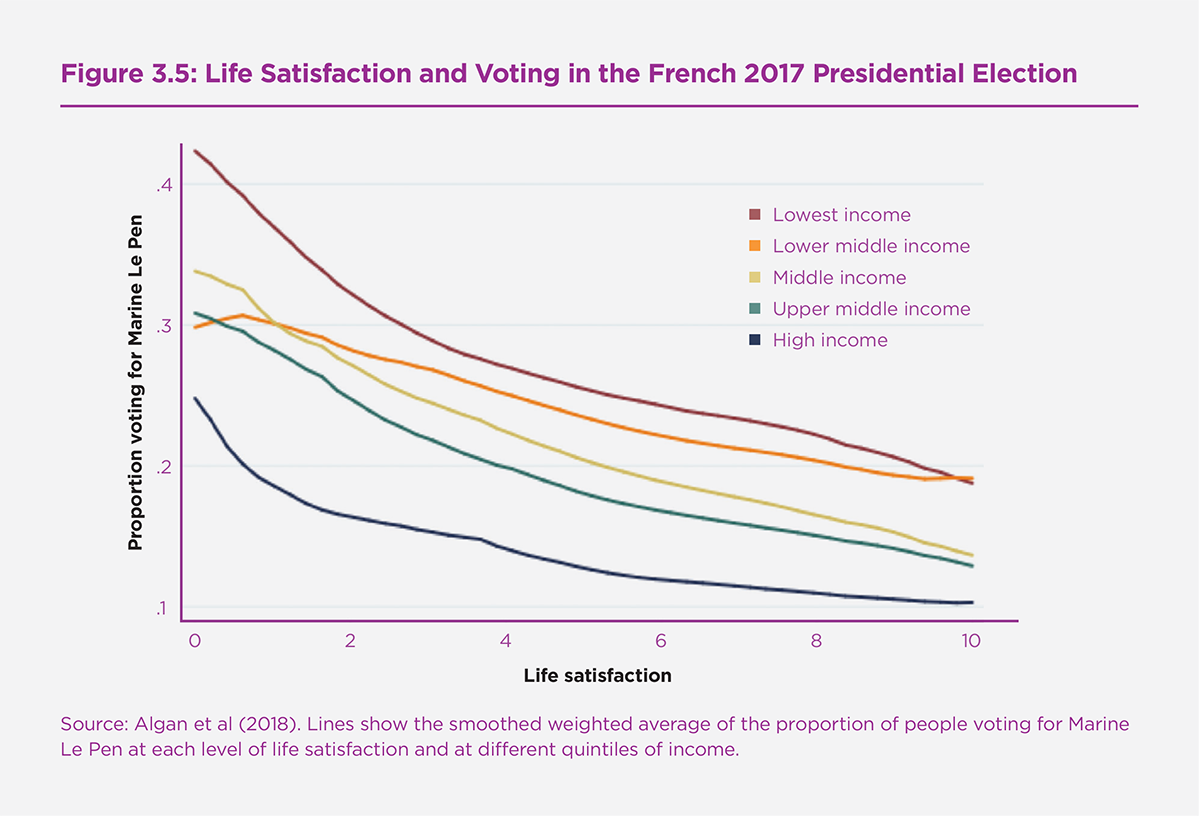 Figure 3.5: Life Satisfaction and Voting in the French 2017 Presidential Election
Proportion voting for Marine Le Pen
.4
.3
.2
.1
Lowest income
Lower middle income
Middle income
Upper middle income
High income
0 2 4 6 8 10
Life satisfaction
Source: Algan et al (2018). Lines show the smoothed weighted average of the proportion of people voting for Marine
Le Pen at each level of life satisfaction and at different quintiles of income.